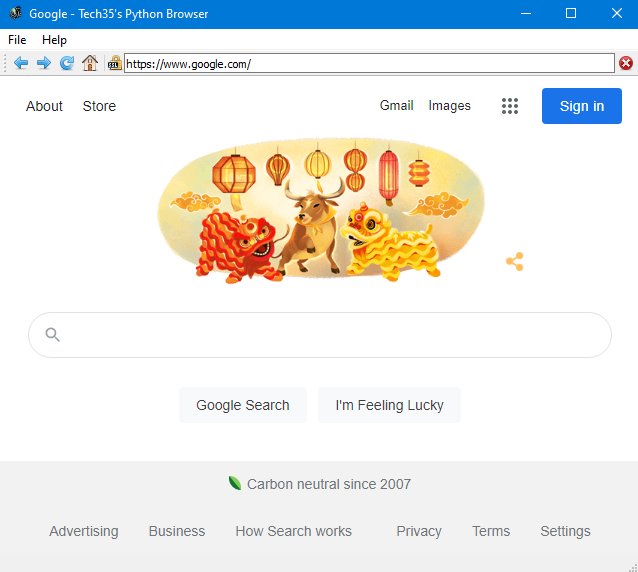 Google - Tech35's Python Browser
File Help
https://www.google.com/
About Store Gmail Images Sign in
Google Search I'm Feeling Lucky
Carbon neutral since 2007
Advertising Business How Search works Privacy Terms Settings